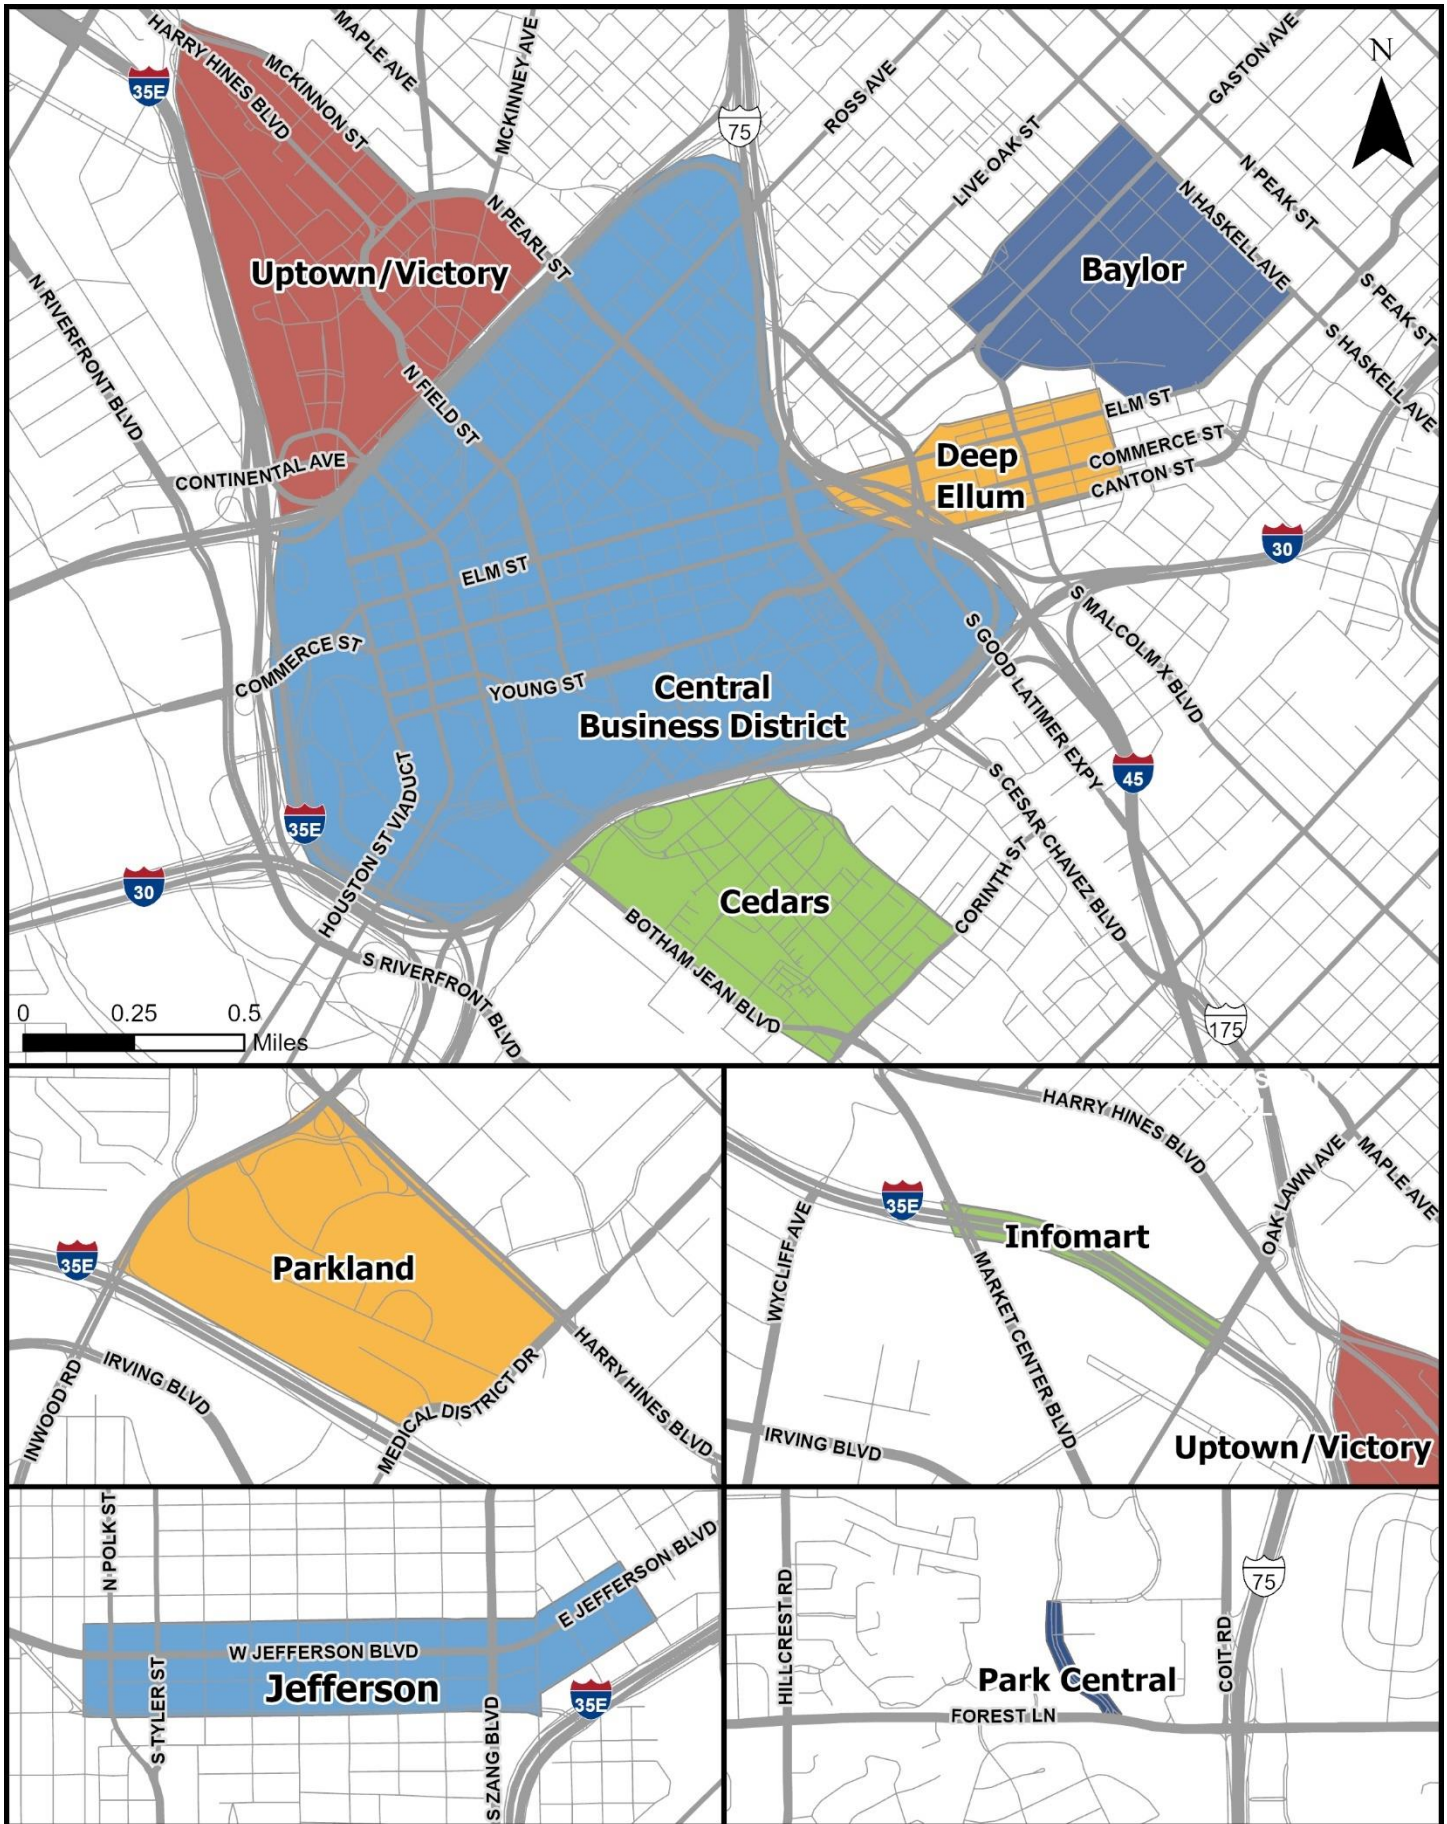 HARRY HINES BLVD
MCKINNON ST
MAPLE AVE
MCKINNEY AVE
35E
75
ROSS AVE
LIVE OAK ST
GASTON AVE
N
N PEAK ST
N HASKELL AVE
S PEAK ST
S HASKELL AVE
N PEARL ST
Uptown/Victory
Baylor
N RIVERFRONT BLVD
N FIELD ST
CONTINENTAL AVE
ELM ST
COMMERCE ST
CANTON ST
Deep
Ellum
30
ELM ST
COMMERCE ST
YOUNG ST
Central
Business District
S GOOD LATIMER EXPY
S MALCOLM X BLVD
45
S CESAR CHAVEZ BLVD
35E
HOUSTON ST VIADUCT
30
Cedars
CORINTH ST
BOTHAM JEAN BLVD
S RIVERFRONT BLVD
175
0 0.25 0.5
Miles
Parkland
35E
INWOOD RD
IRVING BLVD
MEDICAL DISTRICT DR
HARRY HINES BLVD
HARRY HINES BLVD
OAK LAWN AVE
MAPLE AVE
35E
Infomart
WYCLIFF AVE
MARKET CENTER BLVD
IRVING BLVD
Uptown/Victory
N POLK ST
E JEFFERSON BLVD
W JEFFERSON BLVD
Jefferson
S TYLER ST
S ZANG BLVD
35E
HILLCREST RD
75
COIT RD
Park Central
FOREST LN